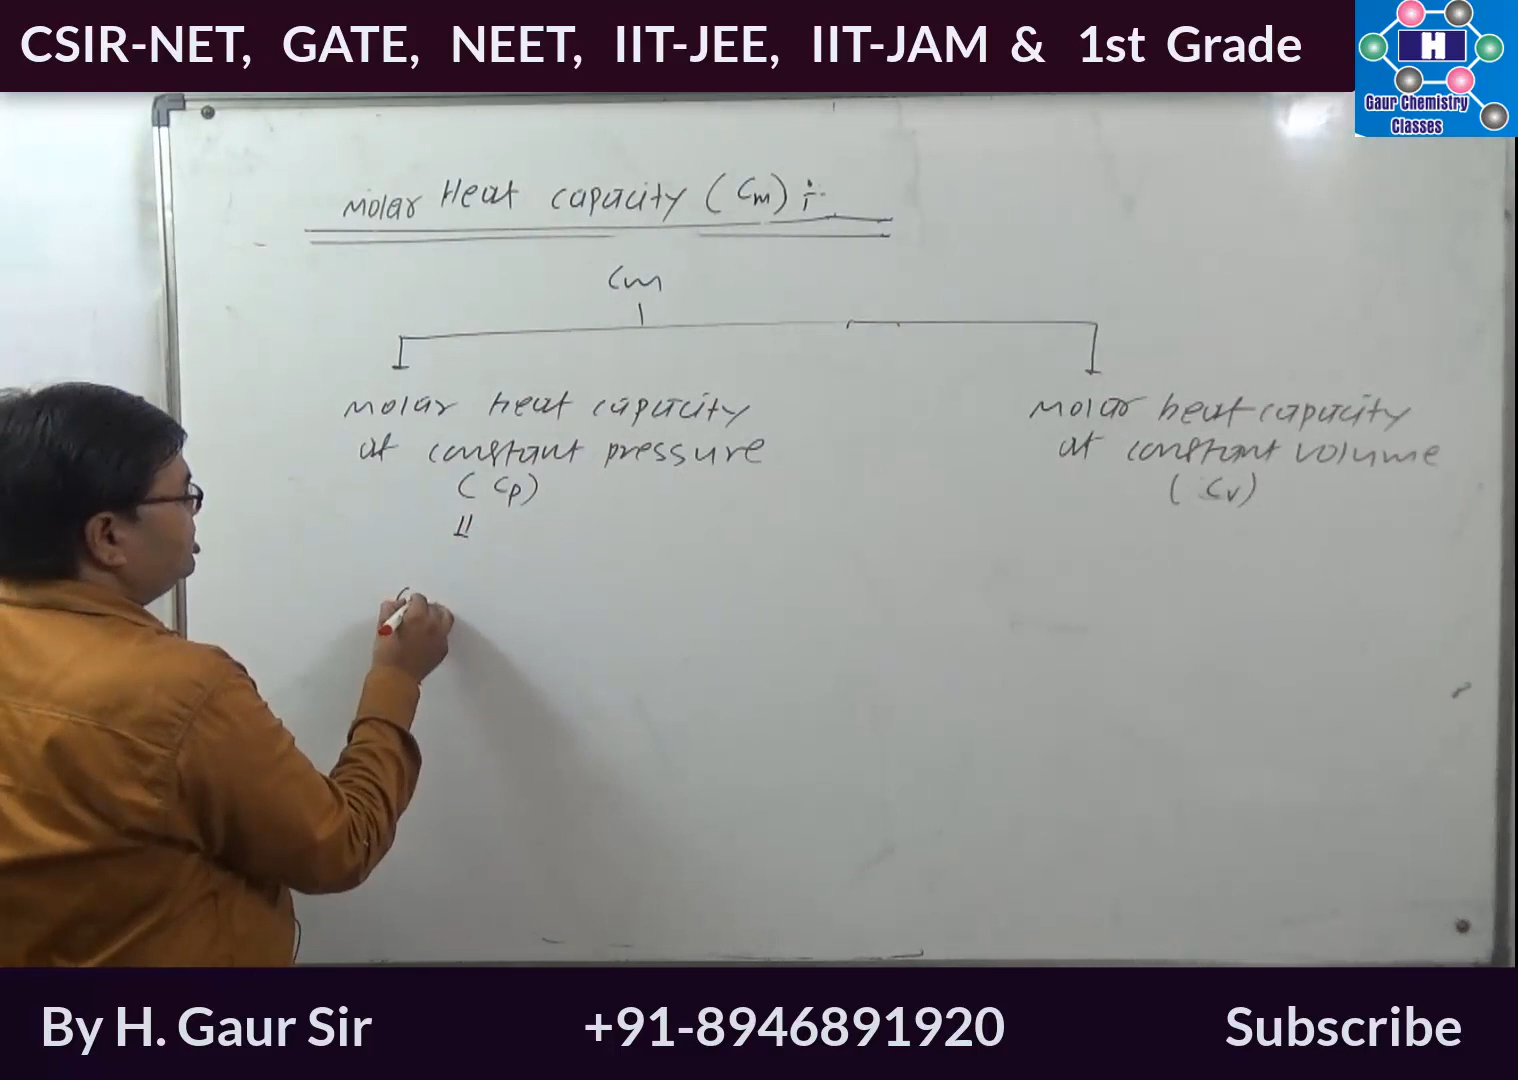 CSIR-NET, GATE, NEET, IIT-JEE, IIT-JAM & 1st Grade
H
Gaur Chemistry
Classes
Molar Heat capacity (Cm) :-
Cm
Molar heat capacity
at constant pressure
(Cp)
Molar heat capacity
at constant volume
(Cv)
By H. Gaur Sir
+91-8946891920
Subscribe